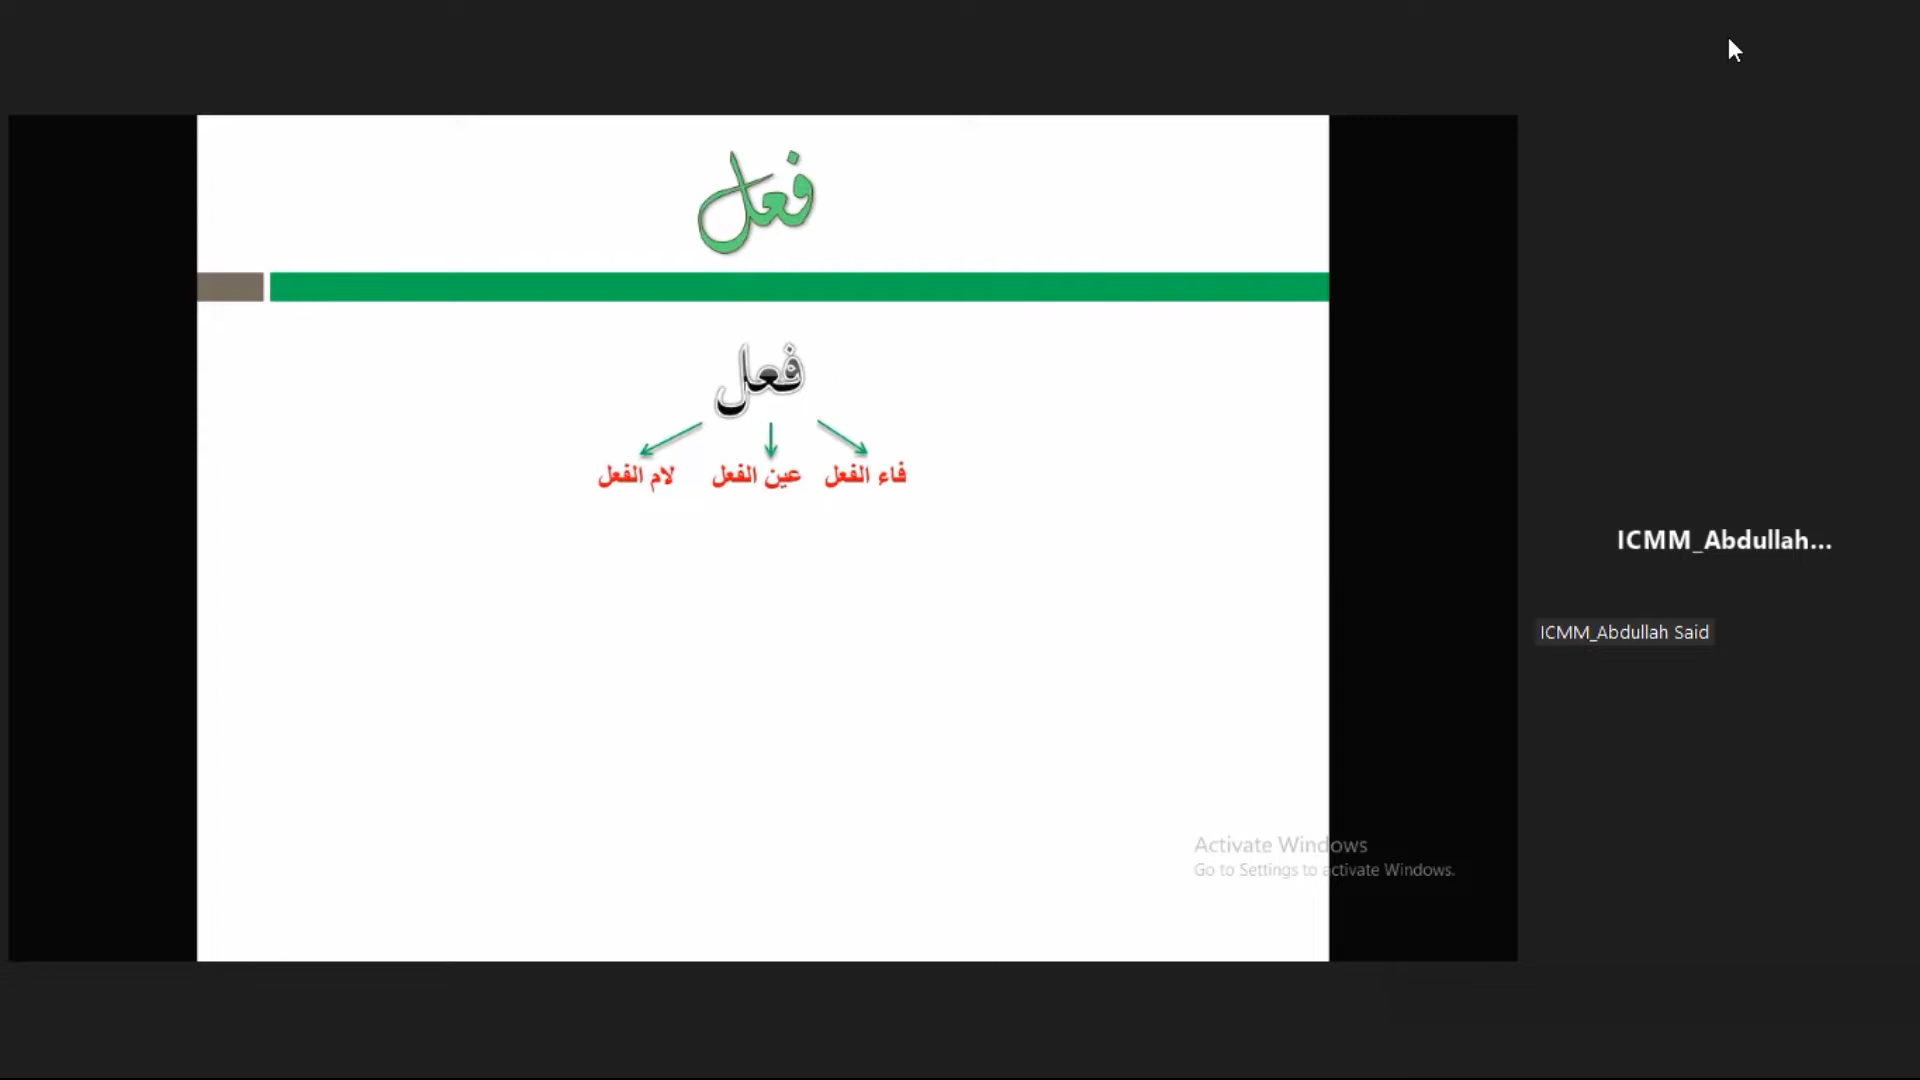 فعل
فعل
فاء الفعل عين الفعل لام الفعل
ICMM_Abdullah...
ICMM_Abdullah Said
Activate Windows
Go to Settings to activate Windows.